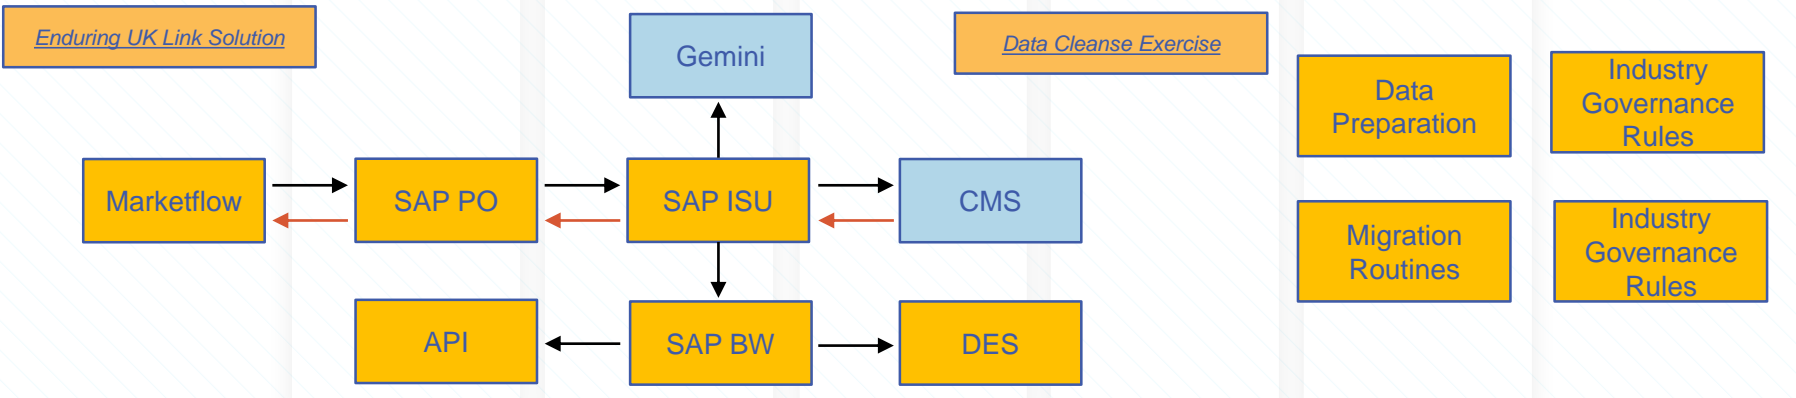 Enduring UK Link Solution
Gemini
Data Cleanse Exercise
Data
Preparation
Industry
Governance
Rules
Marketflow
SAP PO
SAP ISU
CMS
Migration
Routines
Industry
Governance
Rules
API
SAP BW
DES